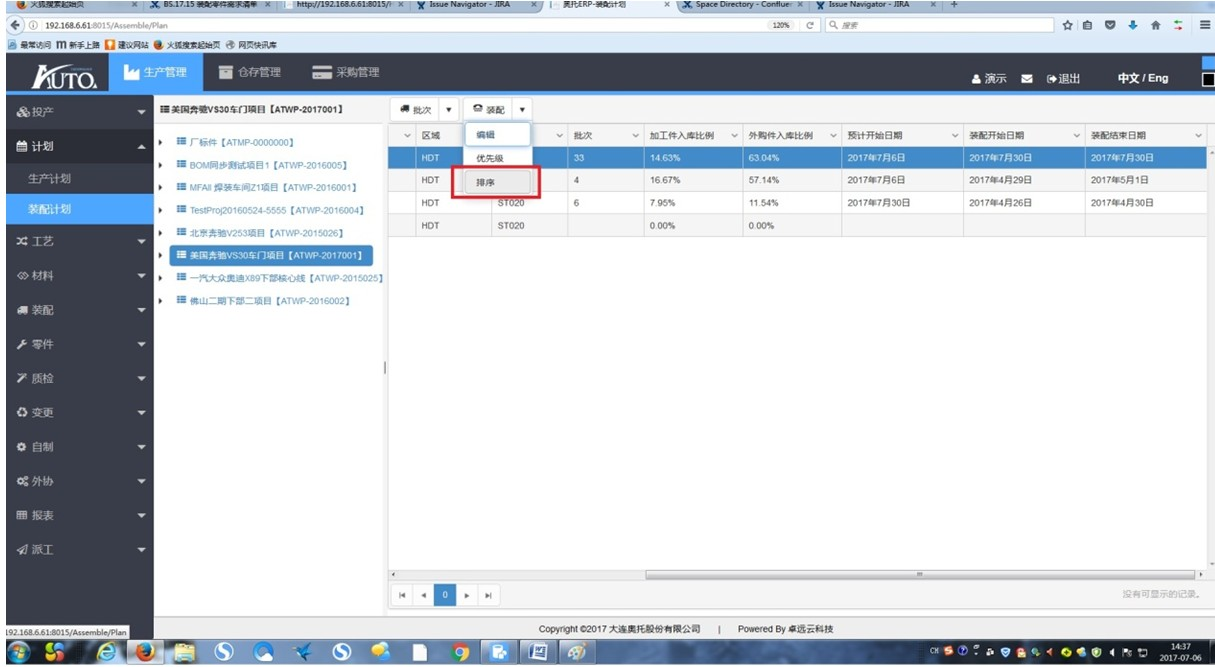 火狐搜索起始页 × B5.17.15 装配零件需求清单 × http://192.168.6.61:8015/ × Issue Navigator - JIRA × 奥托ERP-装配计划 × Space Directory - Confluen × Issue Navigator - JIRA × +
192.168.6.61:8015/Assemble/Plan 120% 搜索
最常访问 新手上路 建议网站 火狐搜索起始页 网页快讯库
AUTO. 生产管理 仓存管理 采购管理 演示 退出 中文 / Eng
投产
计划
生产计划
装配计划
工艺
材料
装配
零件
质检
变更
自制
外协
报表
派工
美国奔驰VS30车门项目【ATWP-2017001】
厂标件【ATMP-0000000】
BOM同步测试项目1【ATWP-2016005】
MFAII 焊装车间Z1项目【ATWP-2016001】
TestProj20160524-5555【ATWP-2016004】
北京奔驰V253项目【ATWP-2015026】
美国奔驰VS30车门项目【ATWP-2017001】
一汽大众奥迪X89下部核心线【ATWP-2015025】
佛山二期下部二项目【ATWP-2016002】
批次 装配
编辑
优先级
排序
区域 批次 加工件入库比例 外购件入库比例 预计开始日期 装配开始日期 装配结束日期
HDT 33 14.63% 63.04% 2017年7月6日 2017年7月30日 2017年7月30日
HDT 4 16.67% 57.14% 2017年7月6日 2017年4月29日 2017年5月1日
HDT ST020 6 7.95% 11.54% 2017年7月30日 2017年4月26日 2017年4月30日
HDT ST020 0.00% 0.00%
0
没有可显示的记录。
Copyright ©2017 大连奥托股份有限公司 | Powered By 卓远云科技
192.168.6.61:8015/Assemble/Plan
CH
14:37
2017-07-06